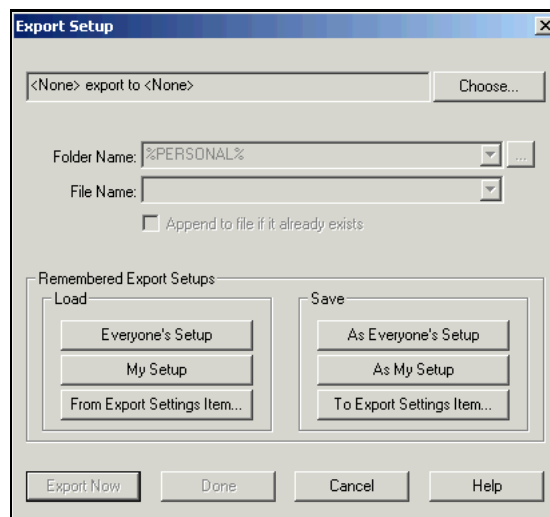 Export Setup
<None> export to <None>
Choose...
Folder Name: %PERSONAL%
...
File Name:
Append to file if it already exists
Remembered Export Setups
Load
Everyone's Setup
My Setup
From Export Settings Item...
Save
As Everyone's Setup
As My Setup
To Export Settings Item...
Export Now
Done
Cancel
Help